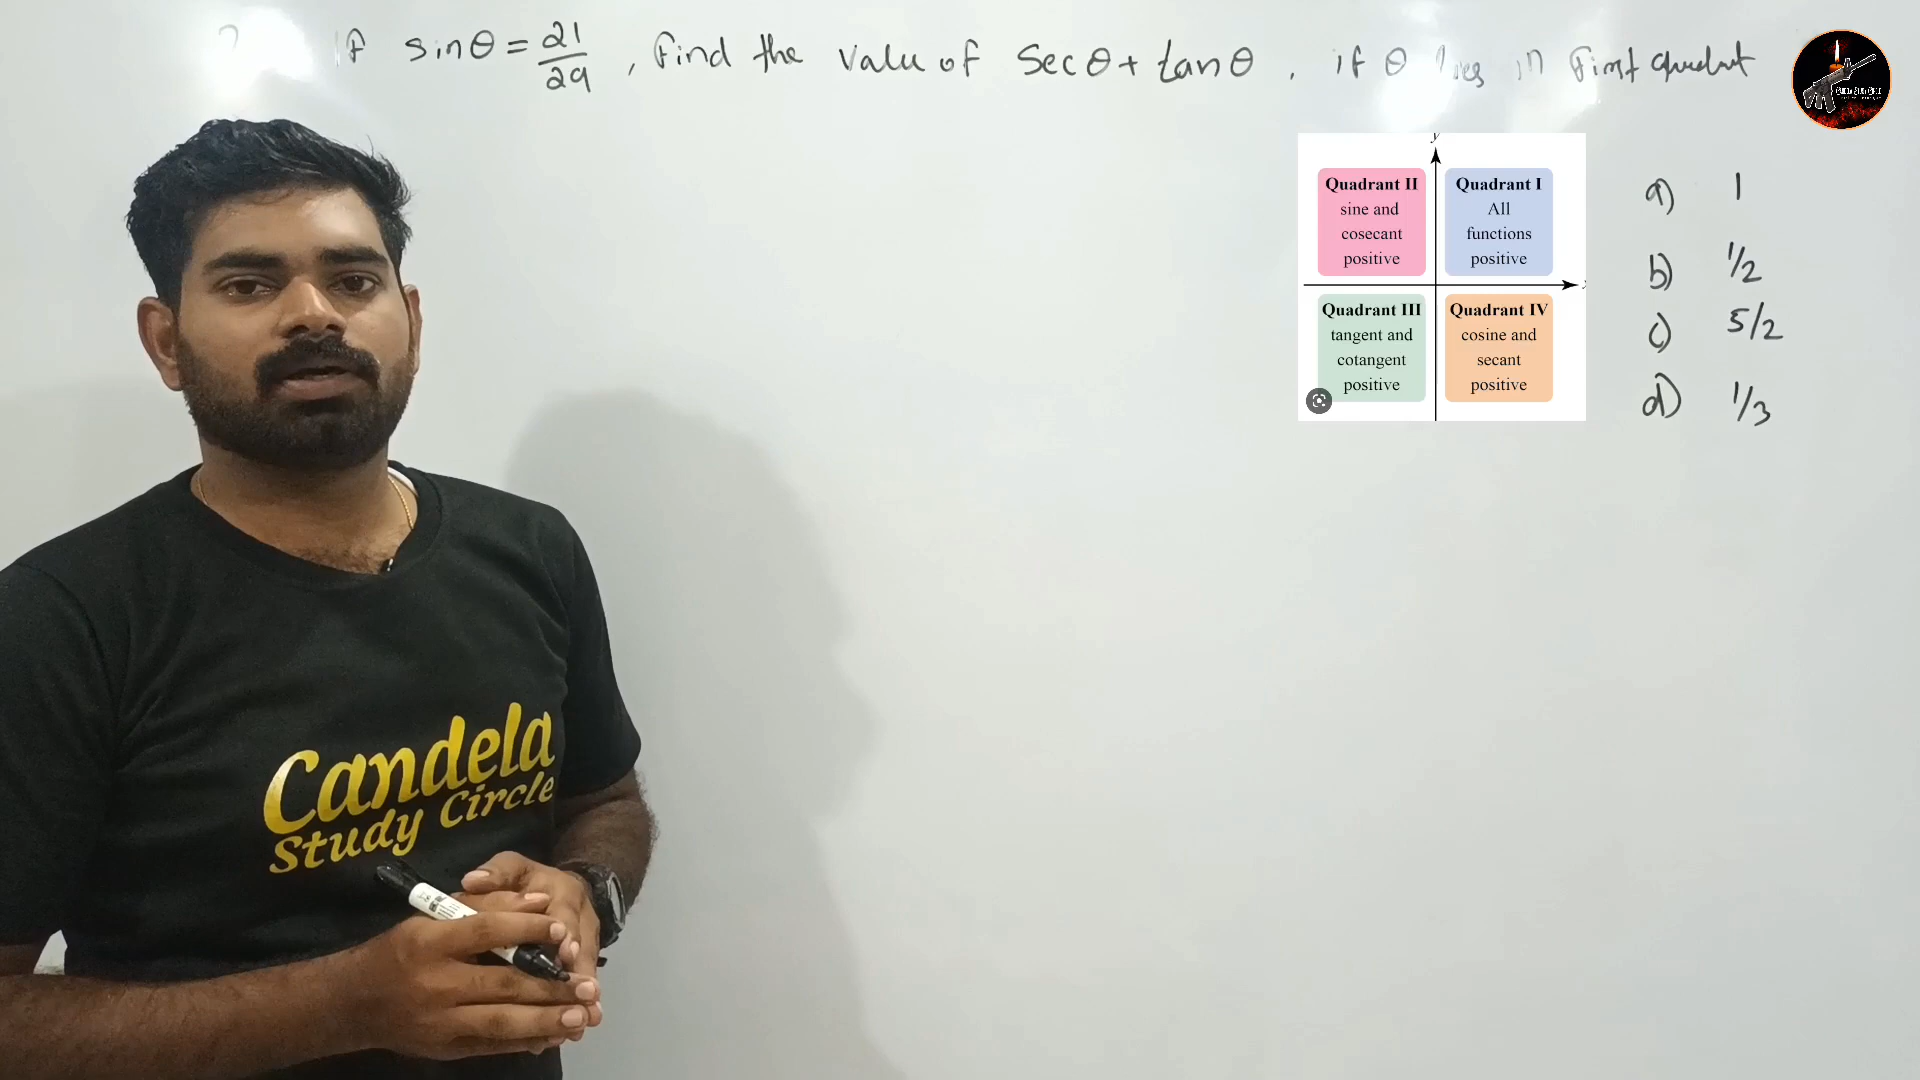 If sinθ = 21/29 , Find the value of Secθ + tanθ . if θ lies in First quadrant
y
Quadrant II
sine and
cosecant
positive
Quadrant I
All
functions
positive
Quadrant III
tangent and
cotangent
positive
Quadrant IV
cosine and
secant
positive
a) 1
b) 1/2
c) 5/2
d) 1/3
Candela
Study Circle